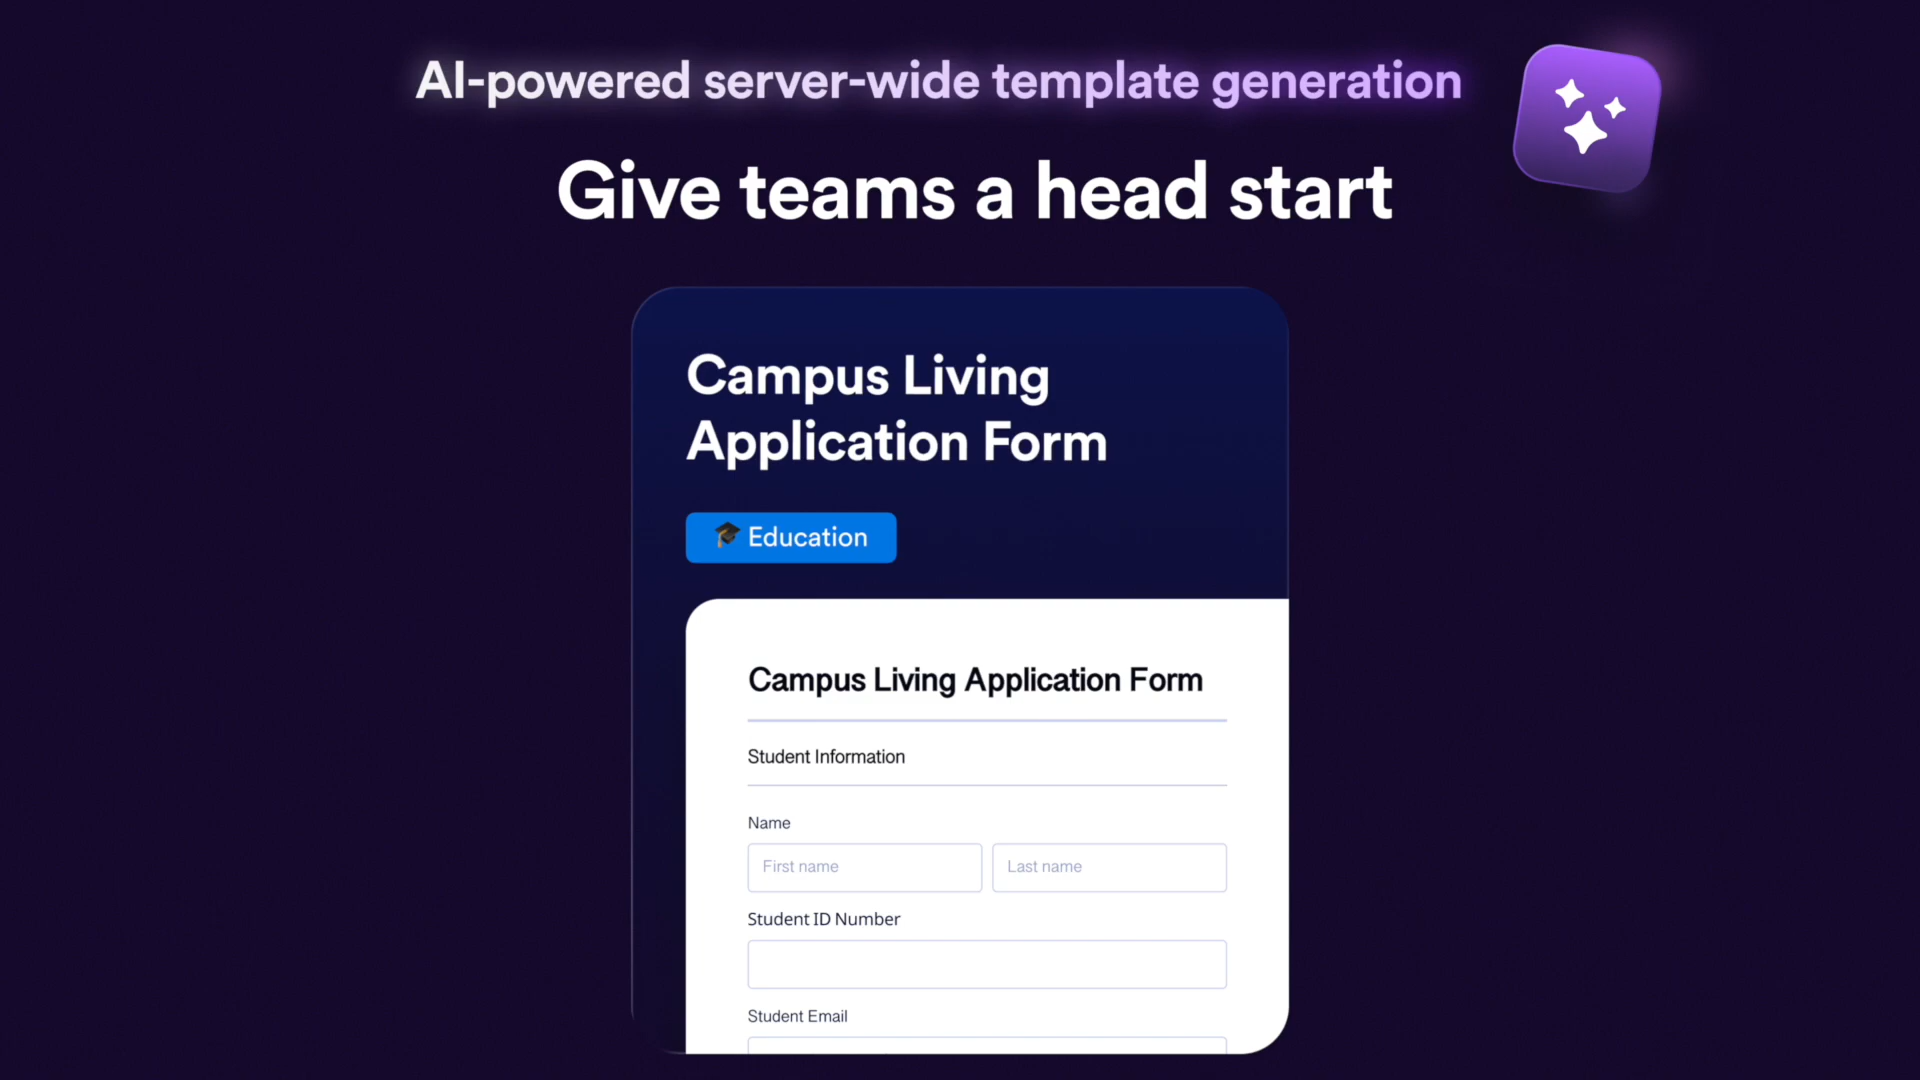 AI-powered server-wide template generation
Give teams a head start
Campus Living
Application Form
🎓 Education
Campus Living Application Form
Student Information
Name
First name
Last name
Student ID Number
Student Email